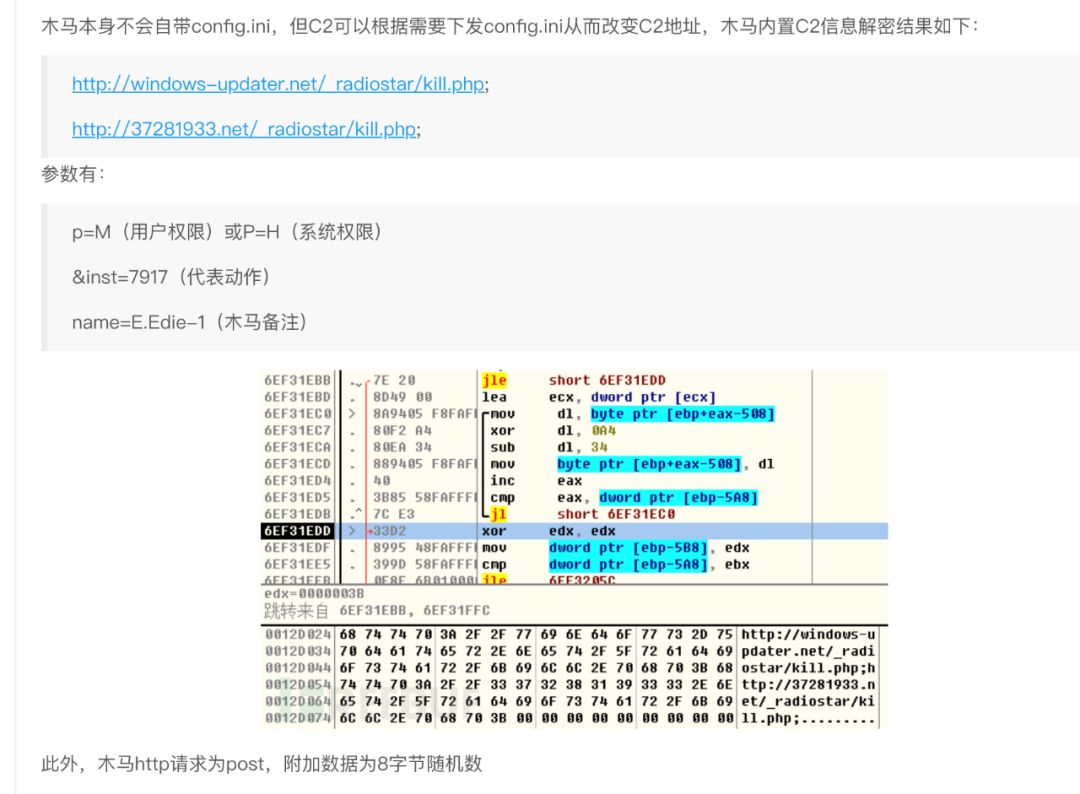 木马本身不会自带config.ini，但C2可以根据需要下发config.ini从而改变C2地址，木马内置C2信息解密结果如下：
http://windows-updater.net/_radiostar/kill.php;
http://37281933.net/_radiostar/kill.php;
参数有：
p=M（用户权限）或P=H（系统权限）
&inst=7917（代表动作）
name=E.Edie-1（木马备注）
6EF31EBB . 7E 20 jle short 6EF31EDD
6EF31EBD . 8D49 00 lea ecx, dword ptr [ecx]
6EF31EC0 > 8A9405 F8FAF mov dl, byte ptr [ebp+eax-508]
6EF31EC7 . 80F2 A4 xor dl, 0A4
6EF31ECA . 80EA 34 sub dl, 34
6EF31ECD . 889405 F8FAF mov byte ptr [ebp+eax-508], dl
6EF31ED4 . 40 inc eax
6EF31ED5 . 3B85 58FAFFF cmp eax, dword ptr [ebp-5A8]
6EF31EDB .^ 7C E3 jl short 6EF31EC0
6EF31EDD > 33D2 xor edx, edx
6EF31EDF . 8995 48FAFFF mov dword ptr [ebp-5B8], edx
6EF31EE5 . 399D 58FAFFF cmp dword ptr [ebp-5A8], ebx
6EF31EEB . 0F8E 6B01000 jle 6EF3205C
edx=0000003B
跳转来自 6EF31EBB, 6EF31FFC
0012D024 68 74 74 70 3A 2F 2F 77 69 6E 64 6F 77 73 2D 75 http://windows-u
0012D034 70 64 61 74 65 72 2E 6E 65 74 2F 5F 72 61 64 69 pdater.net/_radi
0012D044 6F 73 74 61 72 2F 6B 69 6C 6C 2E 70 68 70 3B 68 ostar/kill.php;h
0012D054 74 74 70 3A 2F 2F 33 37 32 38 31 39 33 33 2E 6E ttp://37281933.n
0012D064 65 74 2F 5F 72 61 64 69 6F 73 74 61 72 2F 6B 69 et/_radiostar/ki
0012D074 6C 6C 2E 70 68 70 3B 00 00 00 00 00 00 00 00 00 ll.php;.........
此外，木马http请求为post，附加数据为8字节随机数